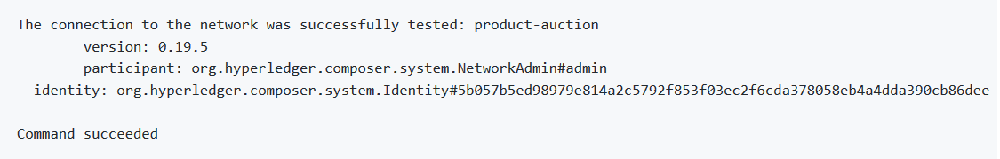 The connection to the network was successfully tested: product-auction
version: 0.19.5
participant: org.hyperledger.composer.system.NetworkAdmin#admin
identity: org.hyperledger.composer.system.Identity#5b057b5ed98979e814a2c5792f853f03ec2f6cda378058eb4a4dda390cb86dee
Command succeeded